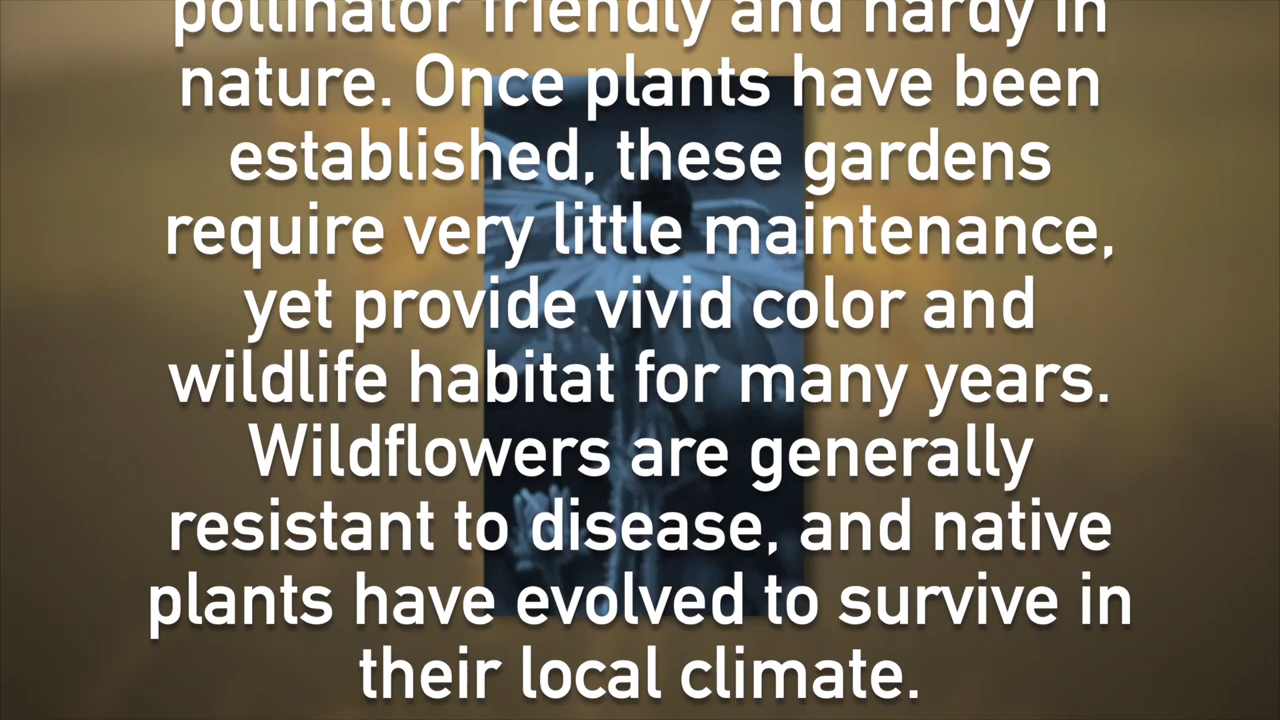 pollinator friendly and hardy in
nature. Once plants have been
established, these gardens
require very little maintenance,
yet provide vivid color and
wildlife habitat for many years.
Wildflowers are generally
resistant to disease, and native
plants have evolved to survive in
their local climate.